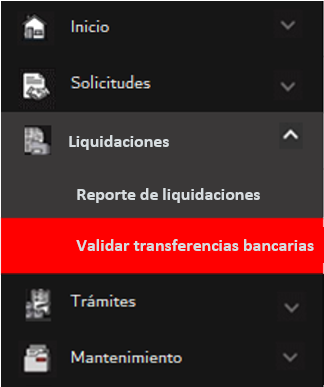 Inicio
Solicitudes
Liquidaciones
Reporte de liquidaciones
Validar transferencias bancarias
Trámites
Mantenimiento